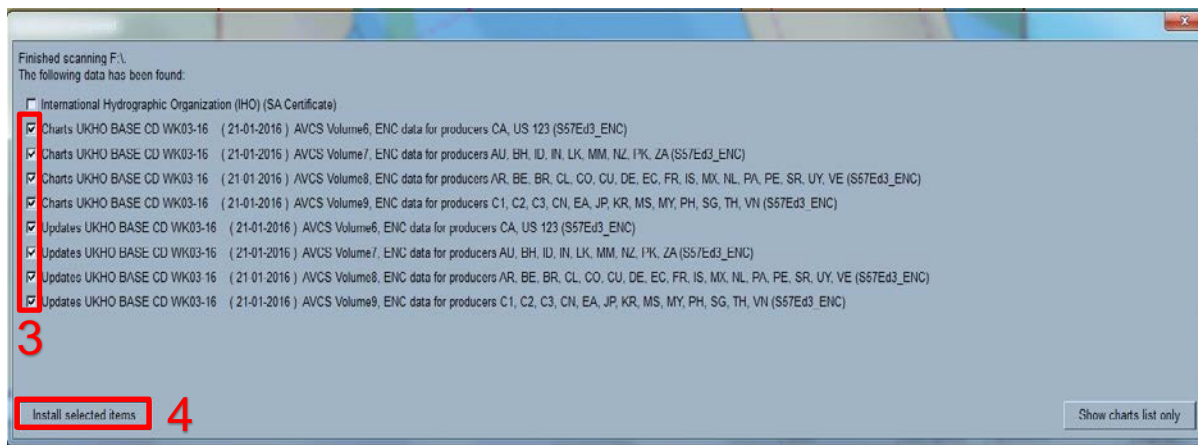 Finished scanning F:\.
The following data has been found:
International Hydrographic Organization (IHO) (SA Certificate)
Charts UKHO BASE CD WK03-16 ( 21-01-2016 ) AVCS Volume6, ENC data for producers CA, US 123 (S57Ed3_ENC)
Charts UKHO BASE CD WK03-16 ( 21-01-2016 ) AVCS Volume7, ENC data for producers AU, BH, ID, IN, LK, MM, NZ, PK, ZA (S57Ed3_ENC)
Charts UKHO BASE CD WK03-16 ( 21-01-2016 ) AVCS Volume8, ENC data for producers AR, BE, BR, CL, CO, CU, DE, EC, FR, IS, MX, NL, PA, PE, SR, UY, VE (S57Ed3_ENC)
Charts UKHO BASE CD WK03-16 ( 21-01-2016 ) AVCS Volume9, ENC data for producers C1, C2, C3, CN, EA, JP, KR, MS, MY, PH, SG, TH, VN (S57Ed3_ENC)
Updates UKHO BASE CD WK03-16 ( 21-01-2016 ) AVCS Volume6, ENC data for producers CA, US 123 (S57Ed3_ENC)
Updates UKHO BASE CD WK03-16 ( 21-01-2016 ) AVCS Volume7, ENC data for producers AU, BH, ID, IN, LK, MM, NZ, PK, ZA (S57Ed3_ENC)
Updates UKHO BASE CD WK03-16 ( 21-01-2016 ) AVCS Volume8, ENC data for producers AR, BE, BR, CL, CO, CU, DE, EC, FR, IS, MX, NL, PA, PE, SR, UY, VE (S57Ed3_ENC)
Updates UKHO BASE CD WK03-16 ( 21-01-2016 ) AVCS Volume9, ENC data for producers C1, C2, C3, CN, EA, JP, KR, MS, MY, PH, SG, TH, VN (S57Ed3_ENC)
3
Install selected items 4 Show charts list only